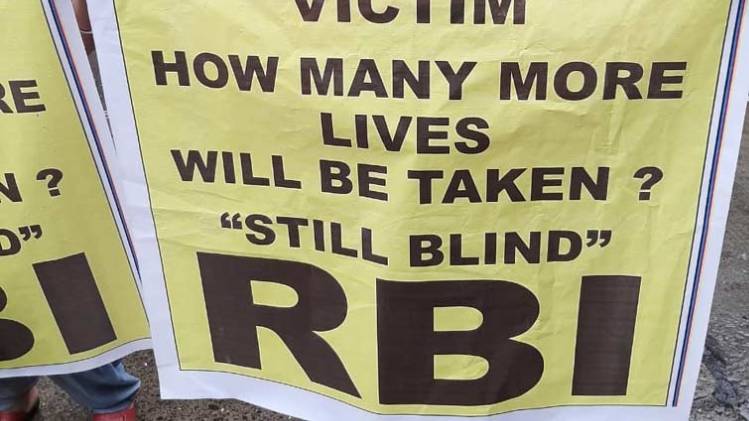 VICTIM
HOW MANY MORE
LIVES
WILL BE TAKEN ?
“STILL BLIND”
RBI